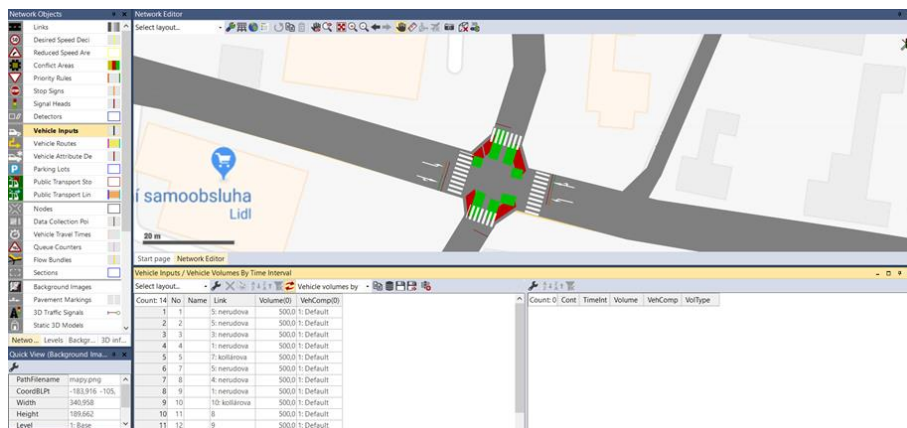 Network Objects
Network Editor
Links
Desired Speed Deci
Reduced Speed Are
Conflict Areas
Priority Rules
Stop Signs
Signal Heads
Detectors
Vehicle Inputs
Vehicle Routes
Vehicle Attribute De
Parking Lots
Public Transport Sto
Public Transport Lin
Nodes
Data Collection Poi
Vehicle Travel Times
Queue Counters
Flow Bundles
Sections
Background Images
Pavement Markings
3D Traffic Signals
Static 3D Models
Netwo... Levels Backgr... 3D inf...
Quick View (Background Ima...
PathFilename mapy.png
CoordBLPt -183,916 -105,
Width 340,958
Height 189,662
Level 1: Base
Select layout...
í samoobsluha
Lidl
20 m
Start page Network Editor
Vehicle Inputs / Vehicle Volumes By Time Interval
Select layout... Vehicle volumes by
Count: 14 No Name Link Volume(0) VehComp(0)
1 1 5: nerudova 500,0 1: Default
2 2 5: nerudova 500,0 1: Default
3 3 3: nerudova 500,0 1: Default
4 4 1: nerudova 500,0 1: Default
5 5 7: kollárova 500,0 1: Default
6 7 5: nerudova 500,0 1: Default
7 8 4: nerudova 500,0 1: Default
8 9 1: nerudova 500,0 1: Default
9 10 10: kollárova 500,0 1: Default
10 11 8 500,0 1: Default
11 12 9 500,0 1: Default
Count: 0 Cont TimeInt Volume VehComp VolType